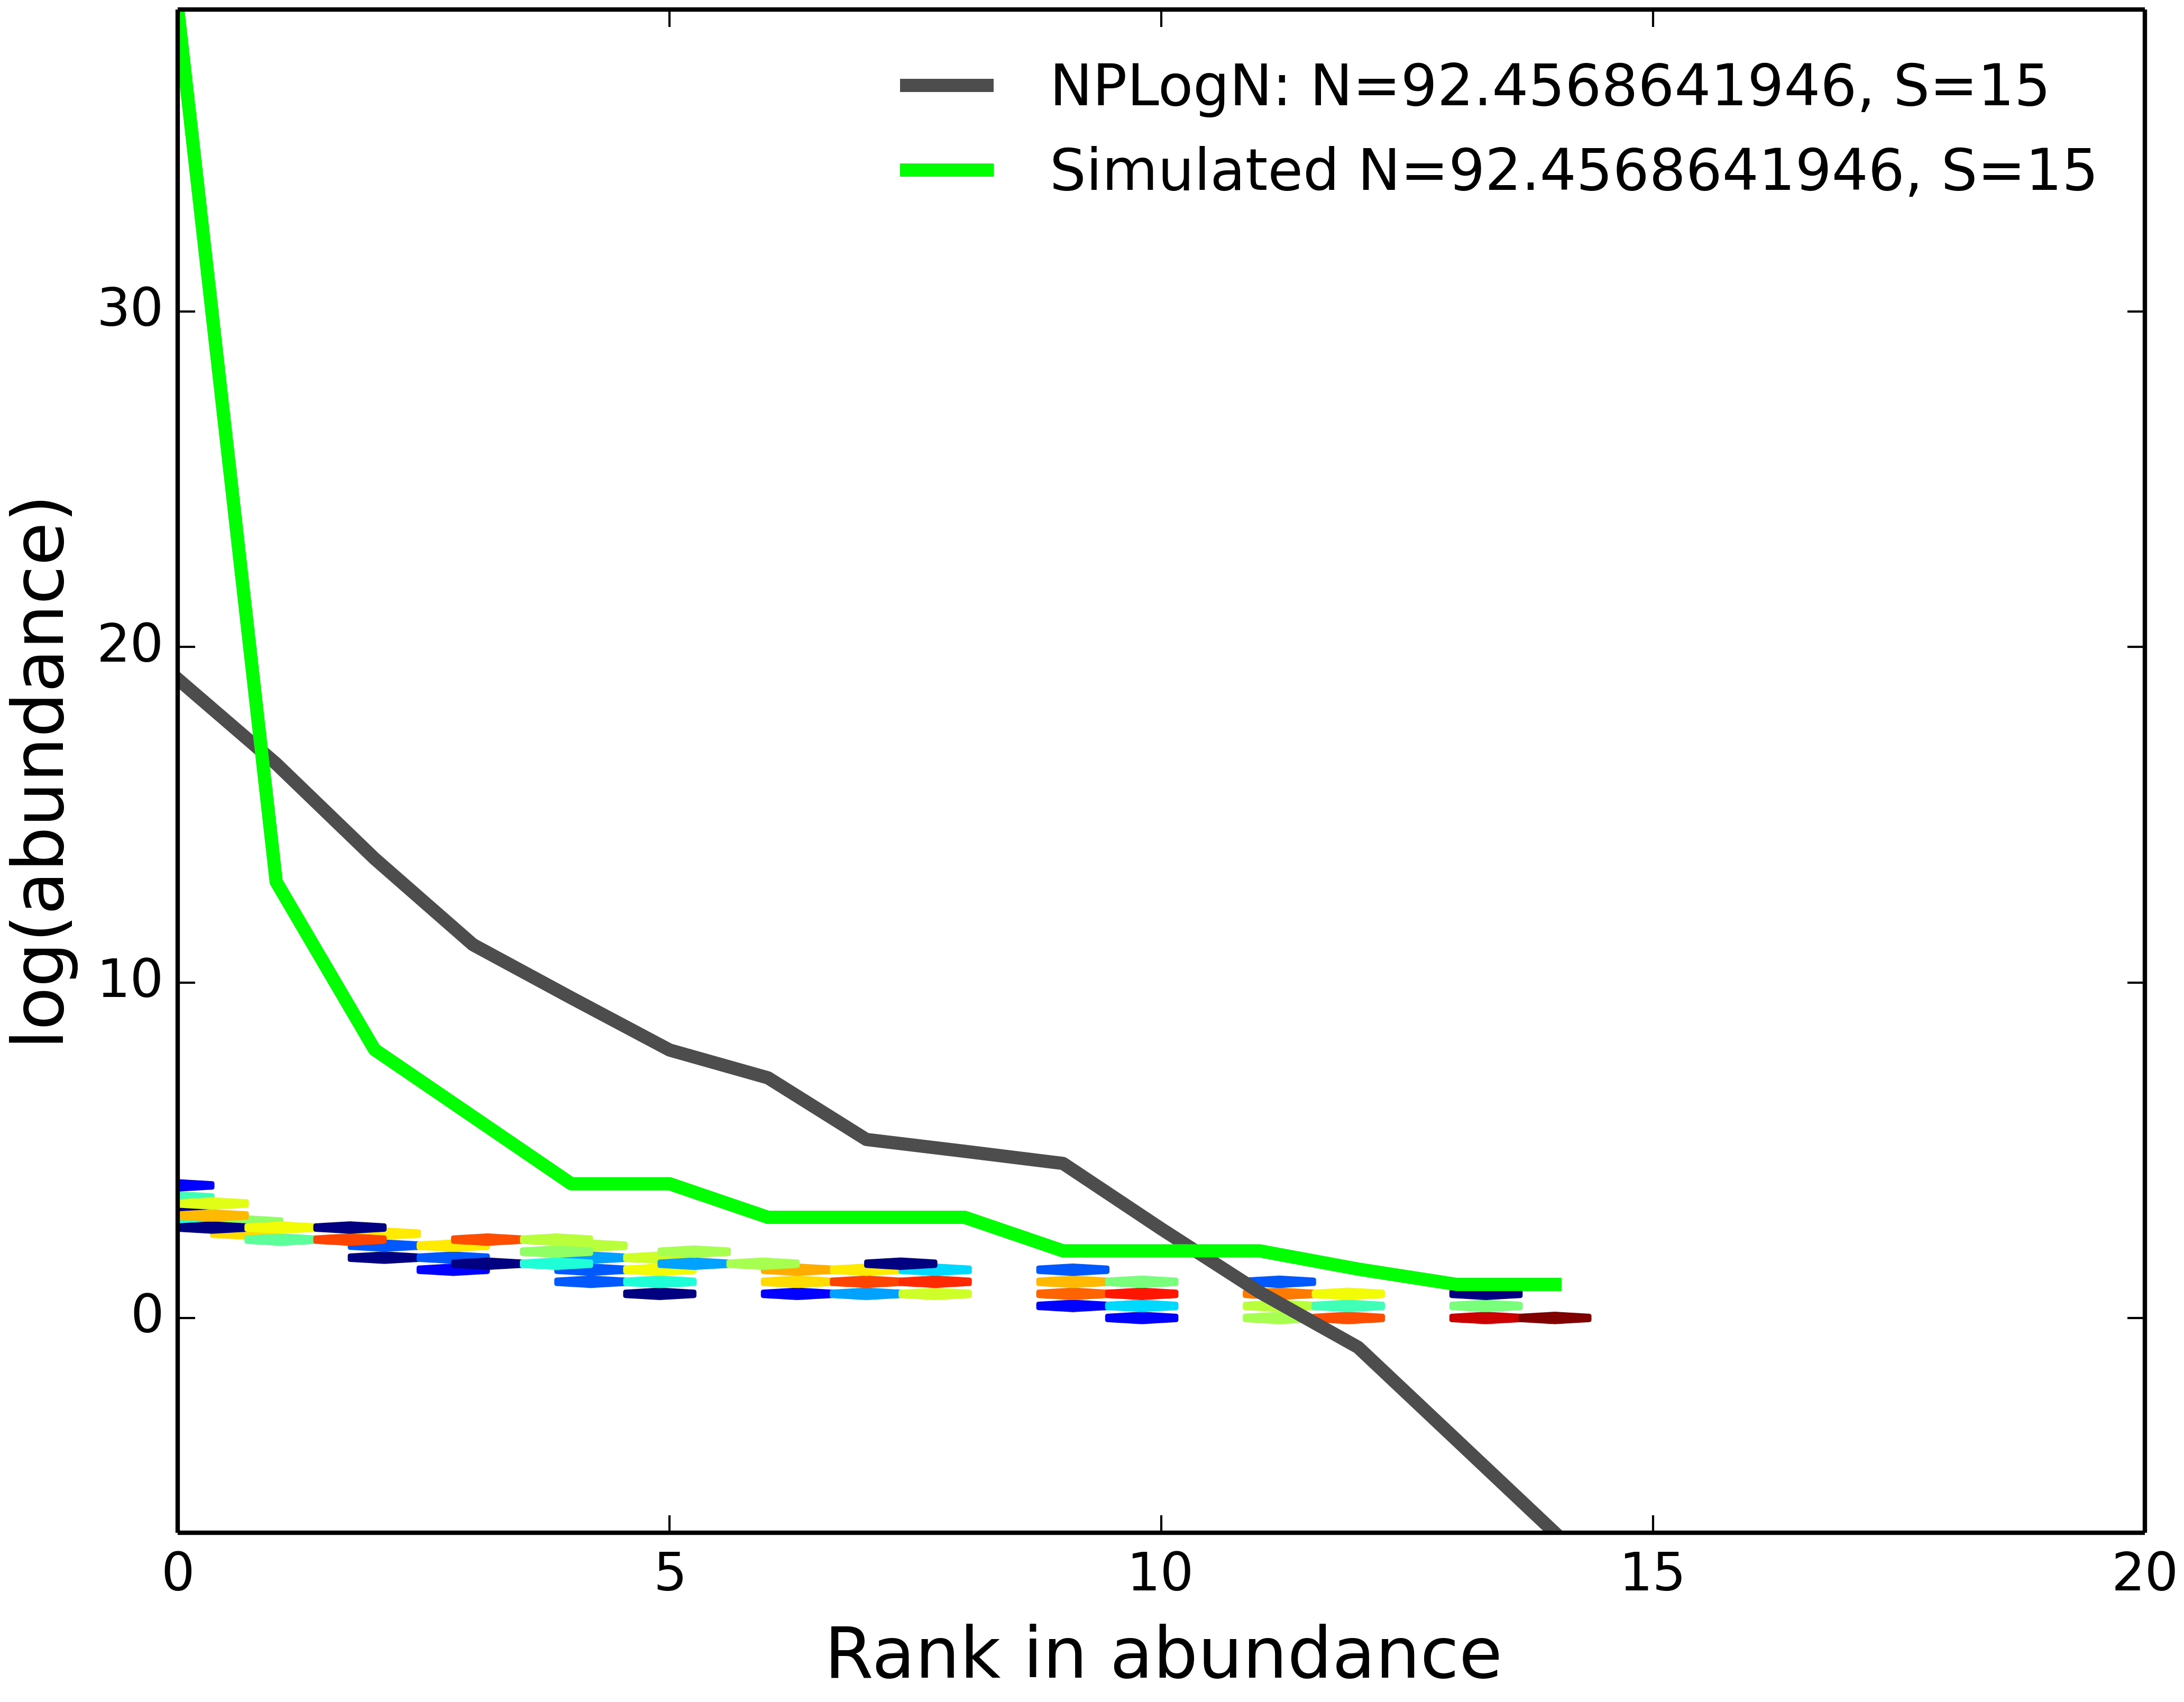 NPLogN: N=92.4568641946, S=15
Simulated N=92.4568641946, S=15
log(abundance)
30
20
10
0
0 5 10 15 20
Rank in abundance